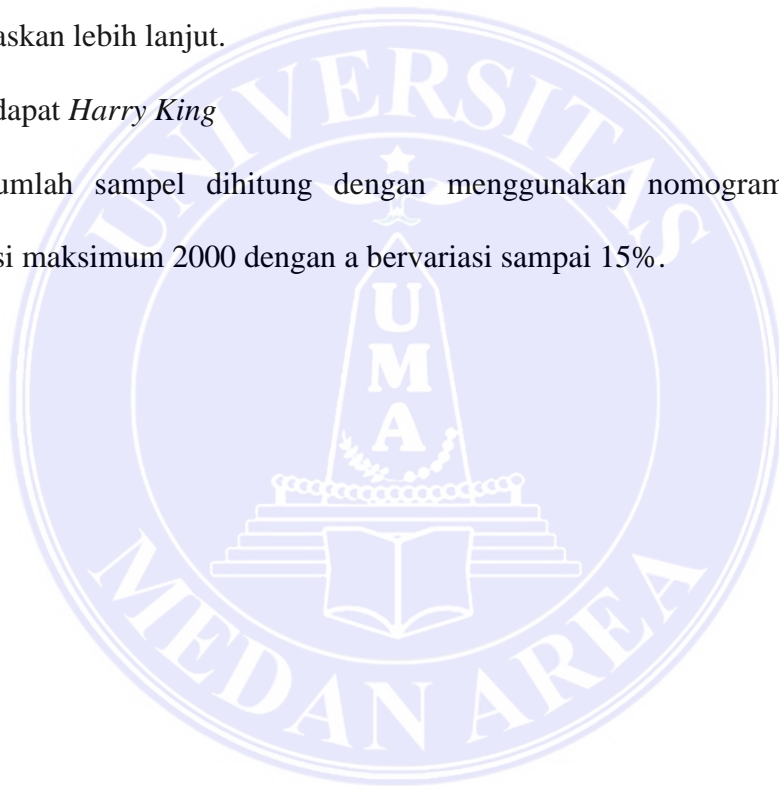 askan lebih lanjut.
dapat Harry King
umlah sampel dihitung dengan menggunakan nomogram
si maksimum 2000 dengan a bervariasi sampai 15%.
UNIVERSITAS
UMA
MEDAN AREA